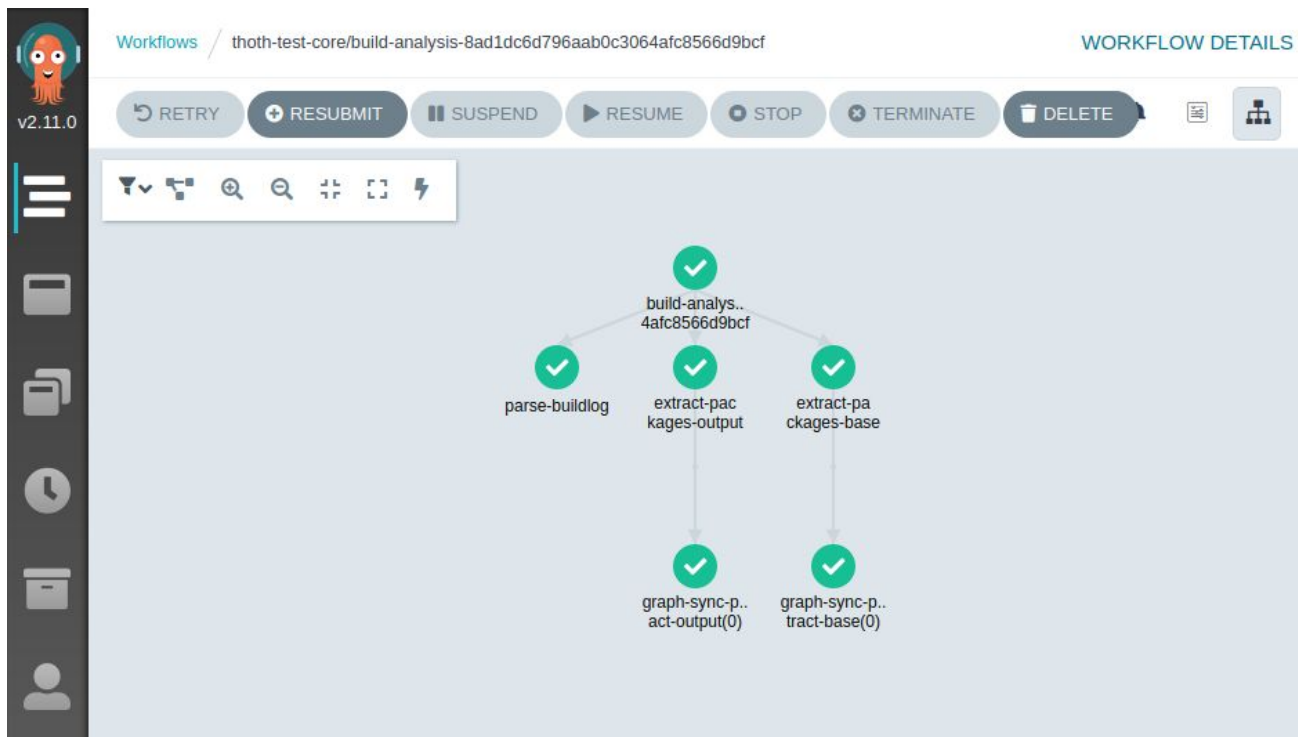 Workflows / thoth-test-core/build-analysis-8ad1dc6d796aab0c3064afc8566d9bcf
WORKFLOW DETAILS
v2.11.0
RETRY
RESUBMIT
SUSPEND
RESUME
STOP
TERMINATE
DELETE
build-analys..
4afc8566d9bcf
parse-buildlog
extract-pac
kages-output
extract-pa
ckages-base
graph-sync-p..
act-output(0)
graph-sync-p..
tract-base(0)